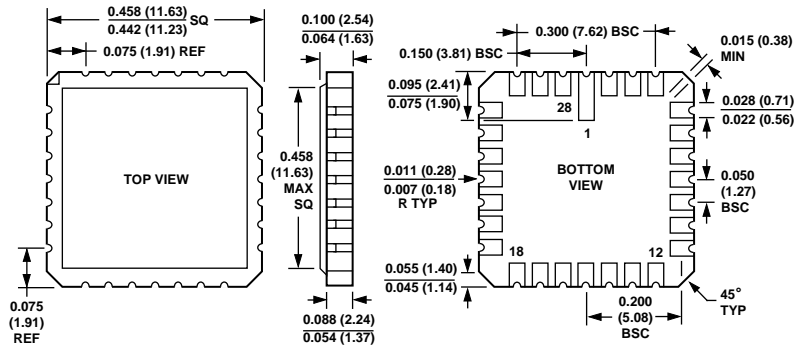 0.458 (11.63)
0.442 (11.23)
SQ
0.075 (1.91) REF
TOP VIEW
0.075
(1.91)
REF
0.100 (2.54)
0.064 (1.63)
0.458
(11.63)
MAX
SQ
0.088 (2.24)
0.054 (1.37)
0.300 (7.62) BSC
0.150 (3.81) BSC
0.015 (0.38)
MIN
0.095 (2.41)
0.075 (1.90)
28
1
0.028 (0.71)
0.022 (0.56)
0.011 (0.28)
0.007 (0.18)
R TYP
BOTTOM
VIEW
0.050
(1.27)
BSC
18
12
0.055 (1.40)
0.045 (1.14)
0.200
(5.08)
BSC
45°
TYP